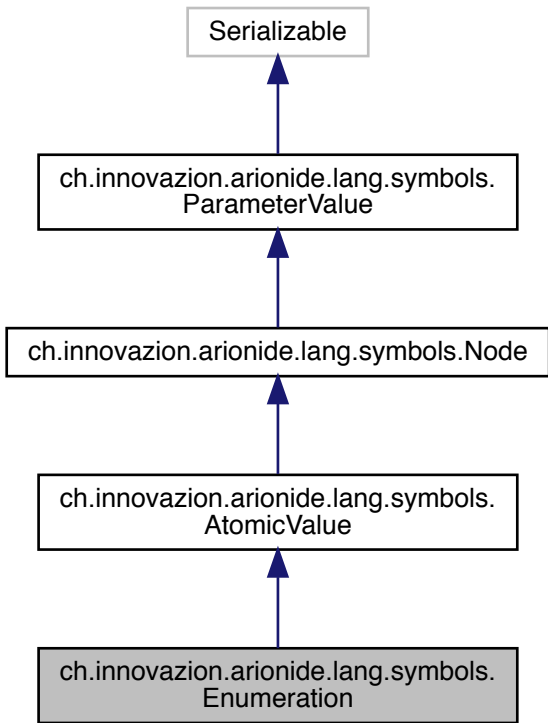 Serializable
ch.innovazion.arionide.lang.symbols.
ParameterValue
ch.innovazion.arionide.lang.symbols.Node
ch.innovazion.arionide.lang.symbols.
AtomicValue
ch.innovazion.arionide.lang.symbols.
Enumeration